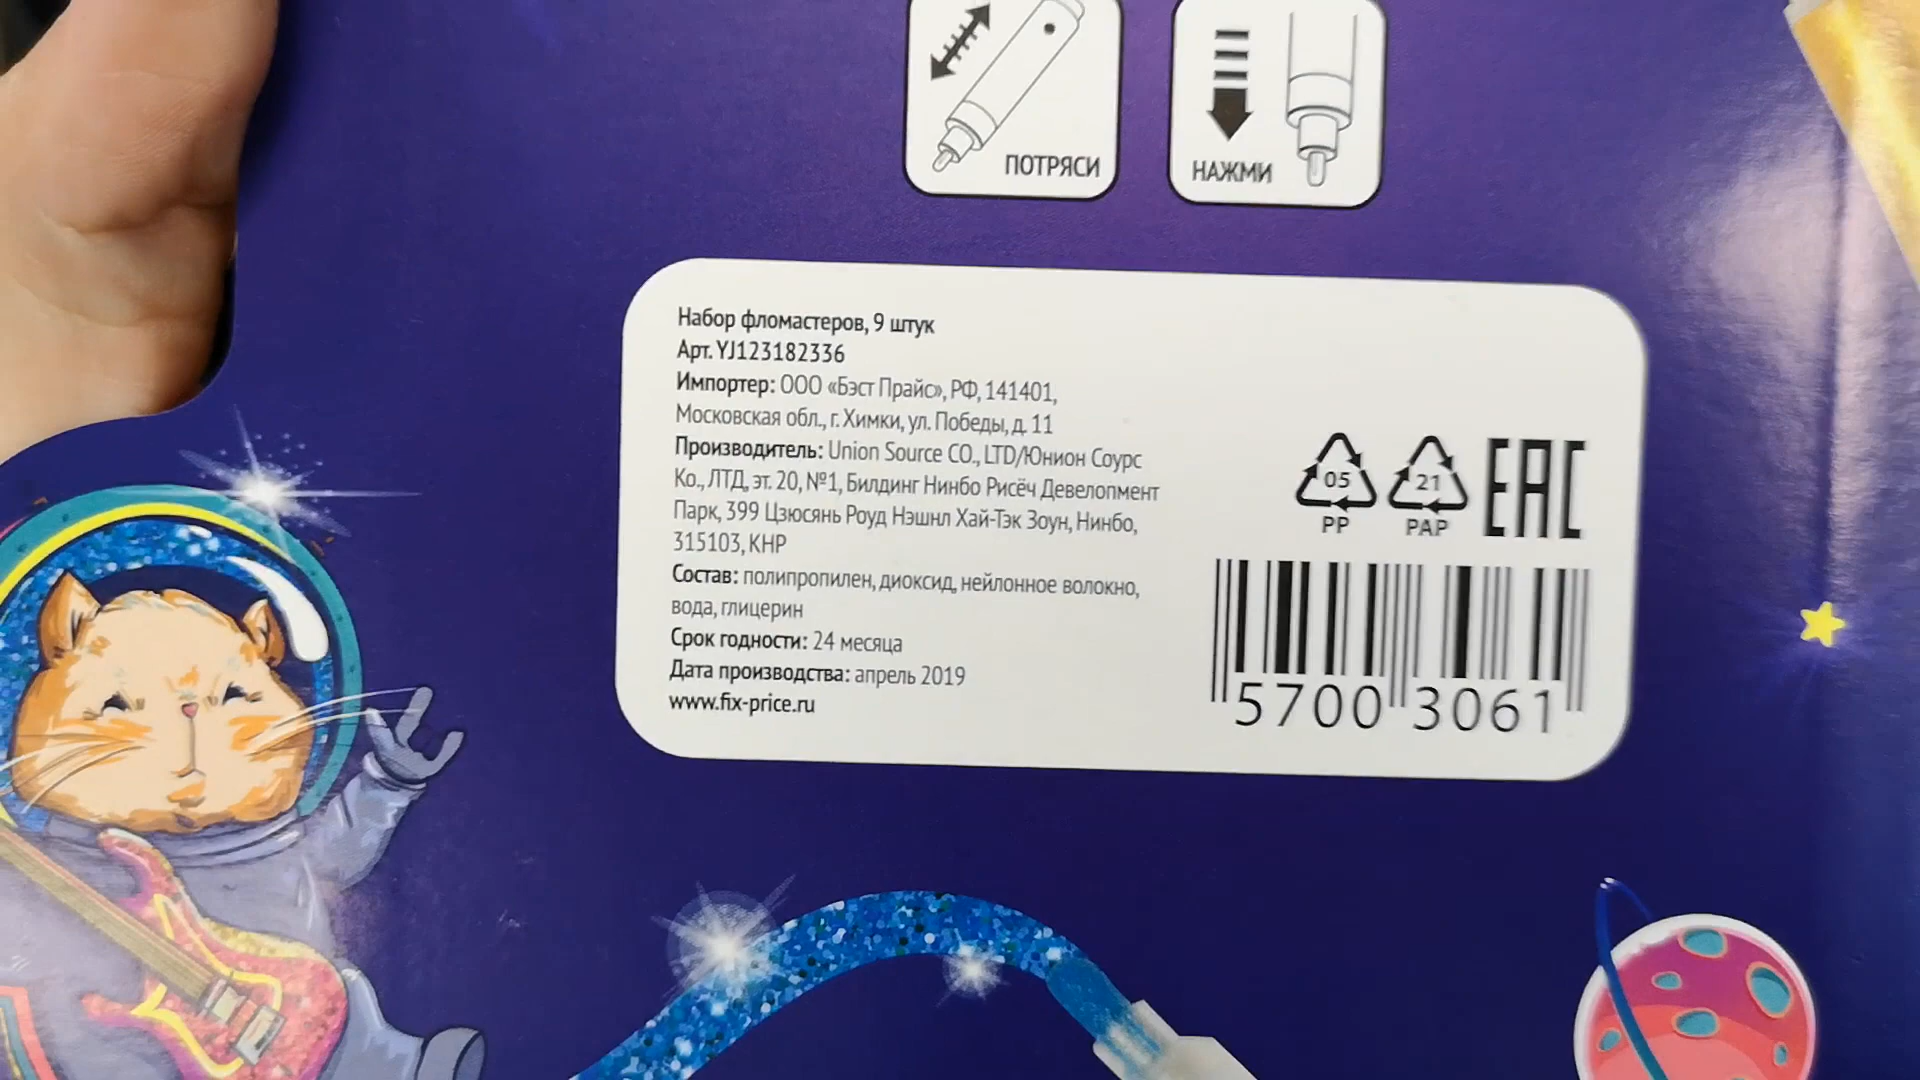 ПОТРЯСИ
НАЖМИ
Набор фломастеров, 9 штук
Арт. YJ123182336
Импортер: ООО «Бэст Прайс», РФ, 141401,
Московская обл., г. Химки, ул. Победы, д. 11
Производитель: Union Source CO., LTD/Юнион Соурс
Ко., ЛТД, эт. 20, №1, Билдинг Нинбо Рисёч Девелопмент
Парк, 399 Цзюсянь Роуд Нэшнл Хай-Тэк Зоун, Нинбо,
315103, КНР
Состав: полипропилен, диоксид, нейлонное волокно,
вода, глицерин
Срок годности: 24 месяца
Дата производства: апрель 2019
www.fix-price.ru
05
PP
21
PAP
EAC
5700 3061